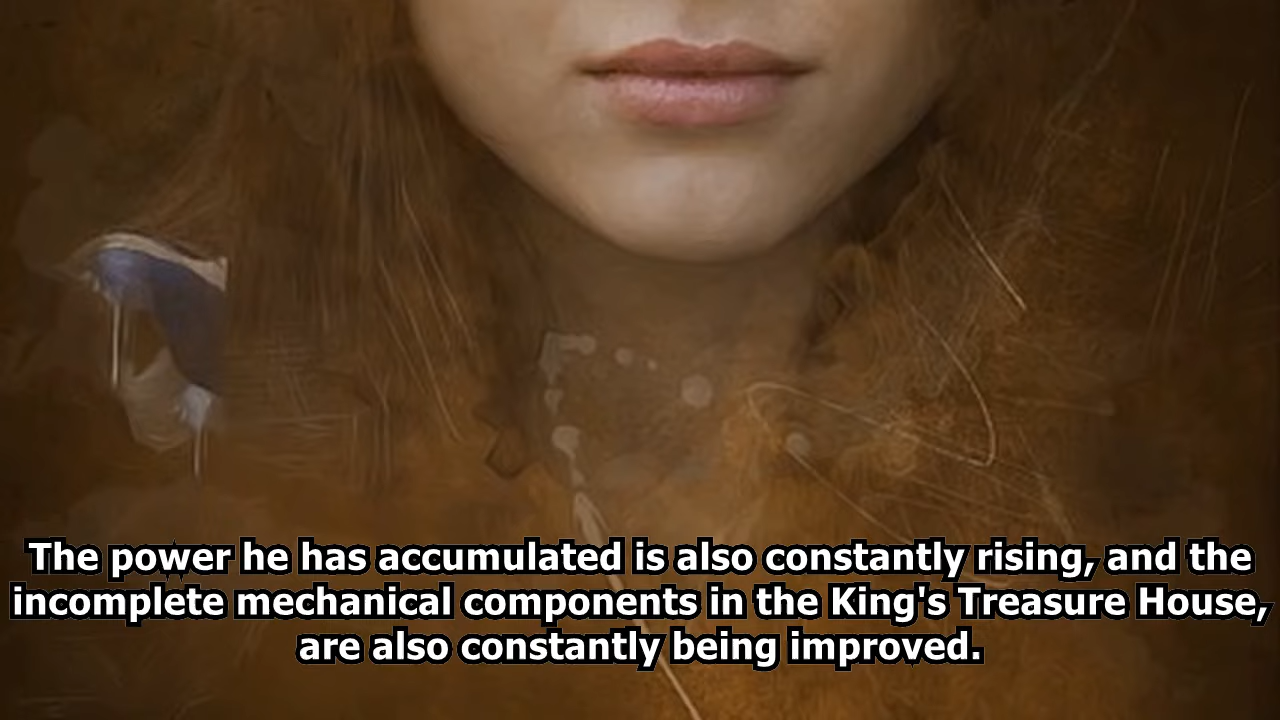 The power he has accumulated is also constantly rising, and the
incomplete mechanical components in the King's Treasure House,
are also constantly being improved.